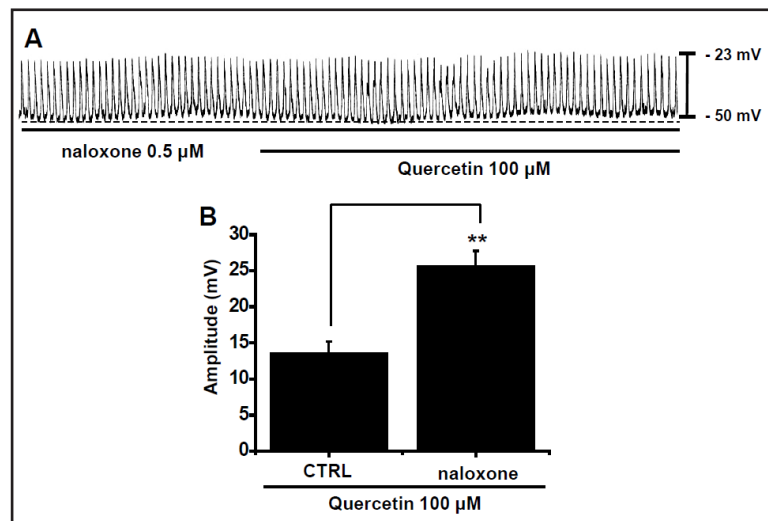 A
- 23 mV
- 50 mV
naloxone 0.5 µM
Quercetin 100 µM
B
**
30
25
20
15
10
5
0
Amplitude (mV)
CTRL
naloxone
Quercetin 100 µM